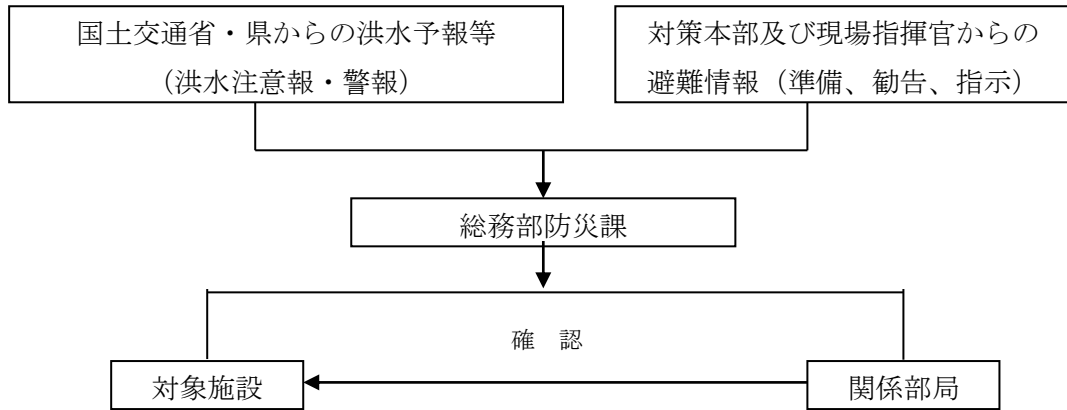 国土交通省・県からの洪水予報等
（洪水注意報・警報）
対策本部及び現場指揮官からの
避難情報（準備、勧告、指示）
総務部防災課
確　認
対象施設
関係部局